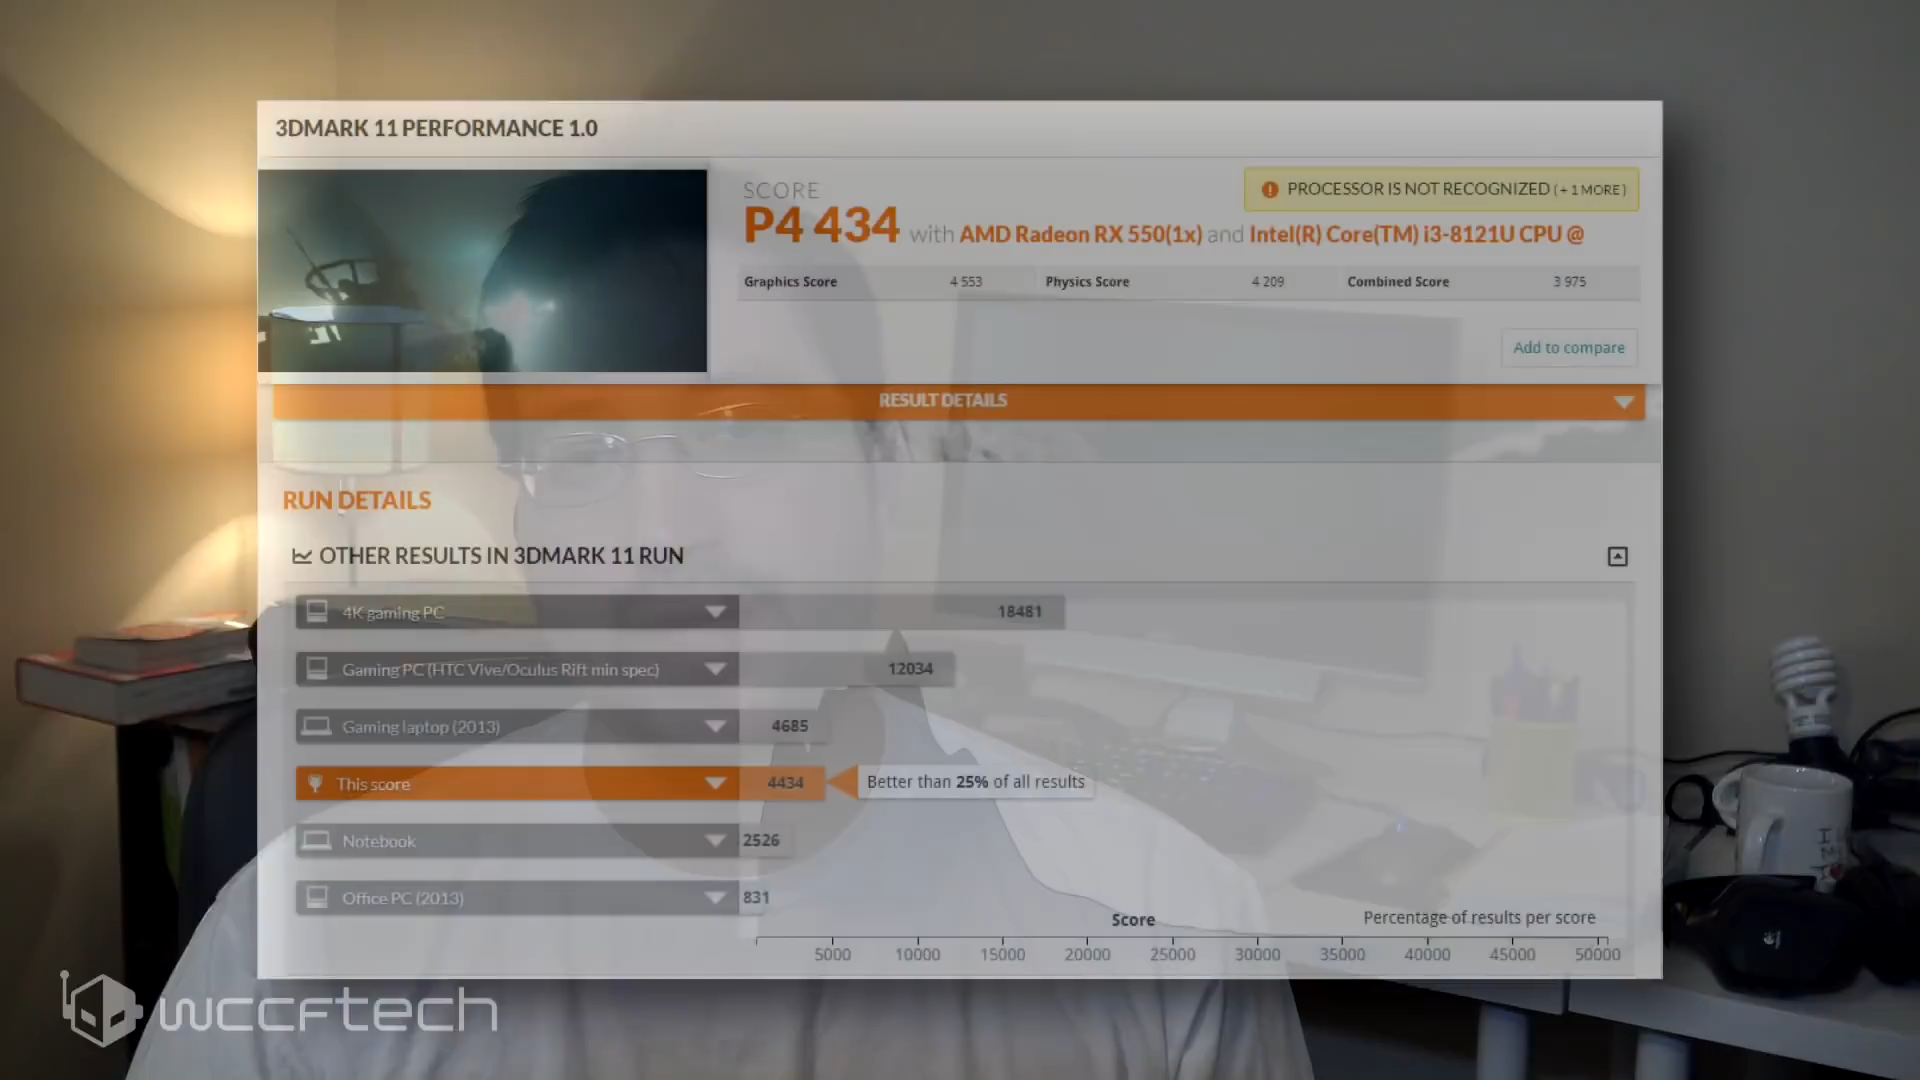 3DMARK 11 PERFORMANCE 1.0
SCORE
PROCESSOR IS NOT RECOGNIZED (+ 1 MORE)
P4 434 with AMD Radeon RX 550(1x) and Intel(R) Core(TM) i3-8121U CPU @
Graphics Score 4 553 Physics Score 4 209 Combined Score 3 975
Add to compare
RESULT DETAILS
RUN DETAILS
OTHER RESULTS IN 3DMARK 11 RUN
4K gaming PC 18481
Gaming PC (HTC Vive/Oculus Rift min spec) 12034
Gaming laptop (2013) 4685
This score 4434 Better than 25% of all results
Notebook 2526
Office PC (2013) 831
Score Percentage of results per score
5000 10000 15000 20000 25000 30000 35000 40000 45000 50000
wccftech